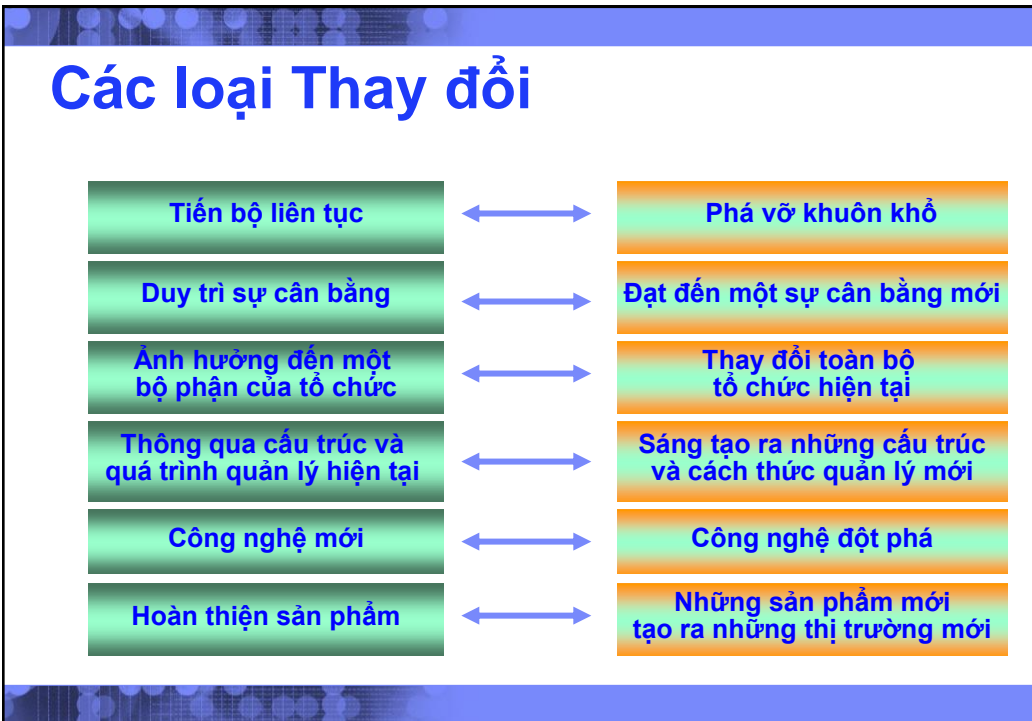 Các loại Thay đổi
Tiến bộ liên tục
Phá vỡ khuôn khổ
Duy trì sự cân bằng
Đạt đến một sự cân bằng mới
Ảnh hưởng đến một
bộ phận của tổ chức
Thay đổi toàn bộ
tổ chức hiện tại
Thông qua cấu trúc và
quá trình quản lý hiện tại
Sáng tạo ra những cấu trúc
và cách thức quản lý mới
Công nghệ mới
Công nghệ đột phá
Hoàn thiện sản phẩm
Những sản phẩm mới
tạo ra những thị trường mới